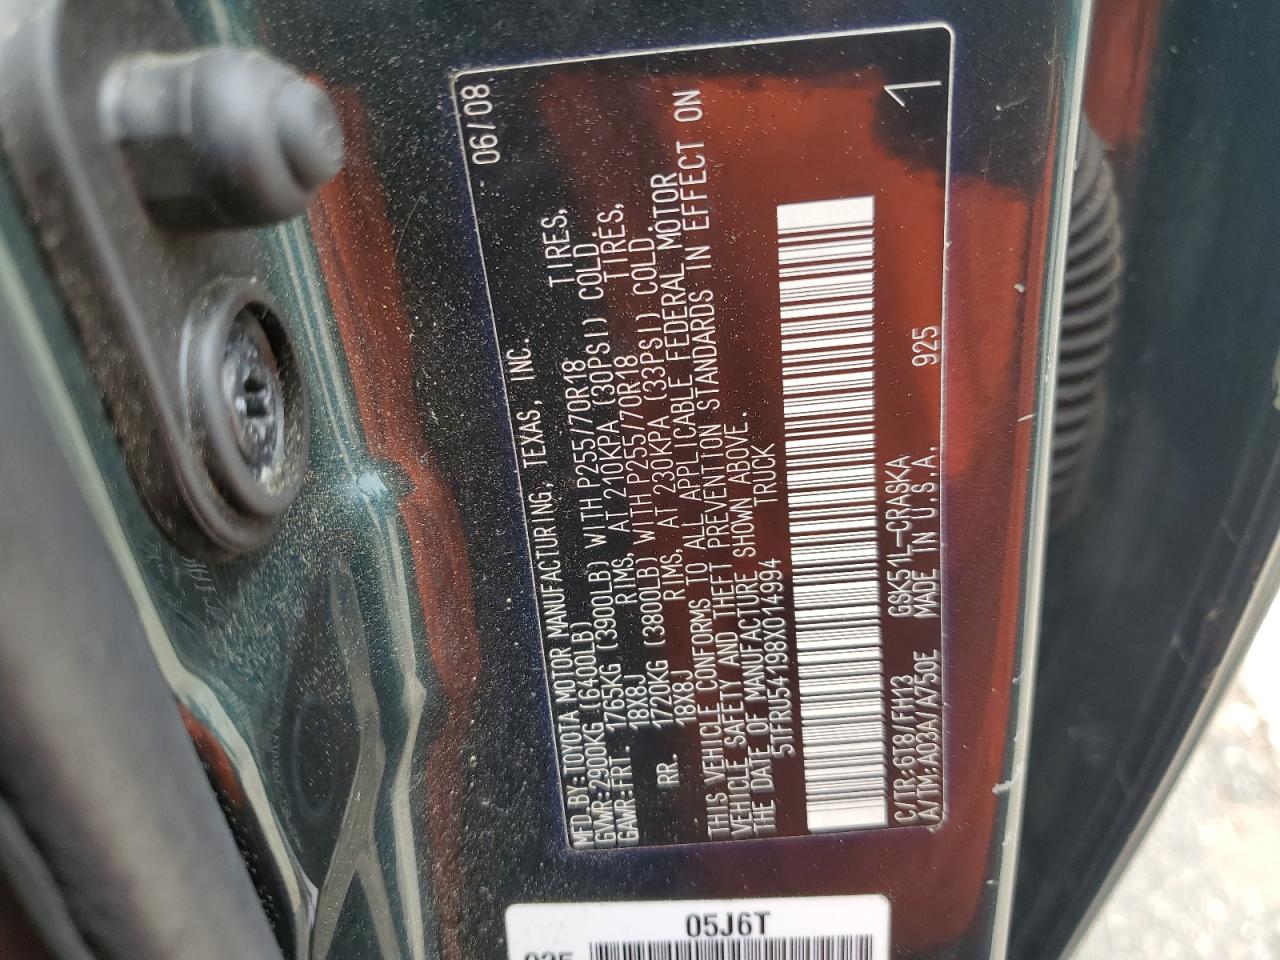 MFD.BY:TOYOTA MOTOR MANUFACTURING, TEXAS, INC. 06/08
GVWR:2900KG (6400LB)
GAWR:FRT. 1765KG (3900LB) WITH P255/70R18 TIRES,
18X8J RIMS, AT 210KPA (30PSI) COLD
RR. 1720KG (3800LB) WITH P255/70R18 TIRES,
18X8J RIMS, AT 230KPA (33PSI) COLD
THIS VEHICLE CONFORMS TO ALL APPLICABLE FEDERAL MOTOR
VEHICLE SAFETY AND THEFT PREVENTION STANDARDS IN EFFECT ON
THE DATE OF MANUFACTURE SHOWN ABOVE.
5TFRU54198X014994 TRUCK
C/TR:6T8/FH13 GSK51L-CRASKA 925
A/TM:A03A/A750E MADE IN U.S.A. 1
05J6T
925